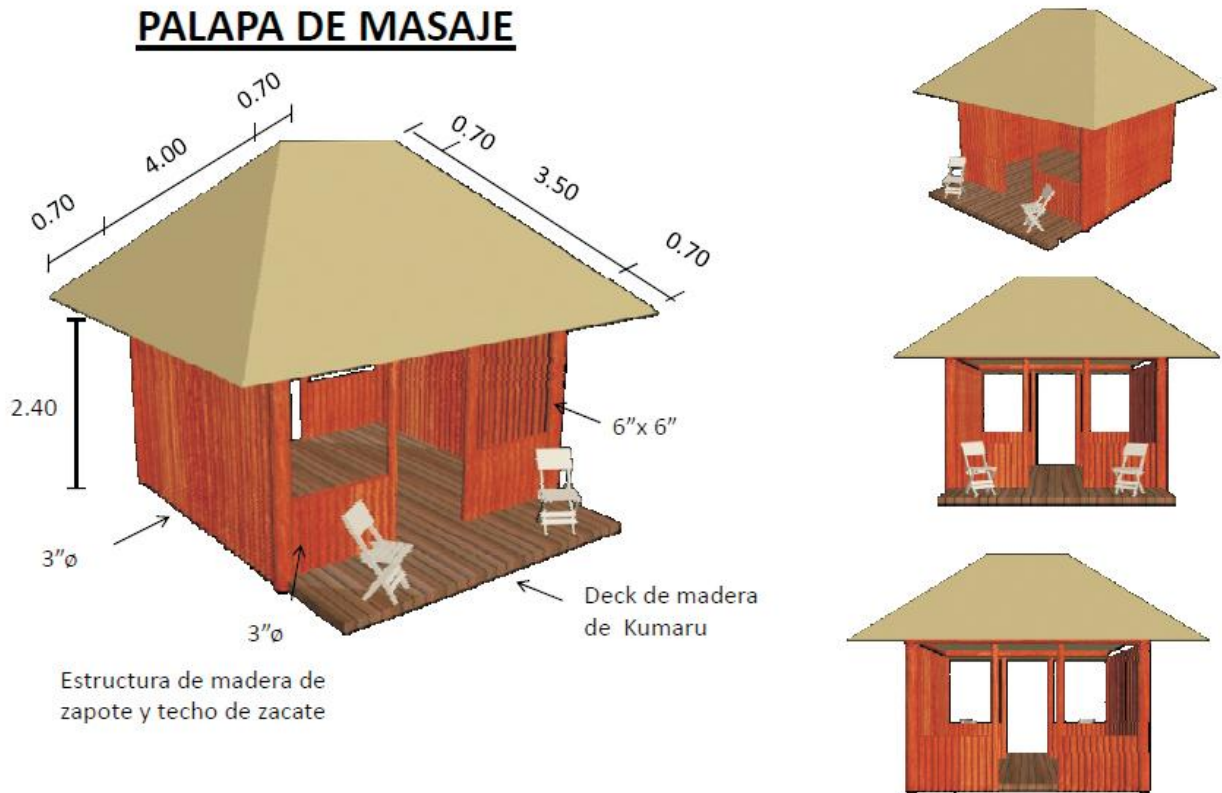 PALAPA DE MASAJE
0.70
4.00
0.70
0.70
3.50
0.70
2.40
6”x 6”
3”ø
3”ø
Deck de madera
de Kumaru
Estructura de madera de
zapote y techo de zacate